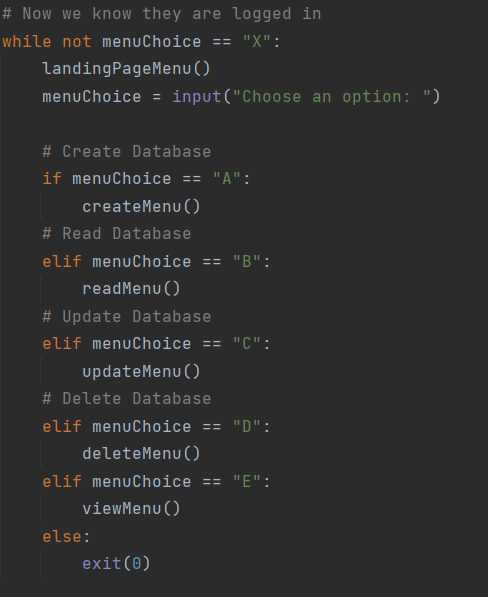 # Now we know they are logged in
while not menuChoice == "X":
    landingPageMenu()
    menuChoice = input("Choose an option: ")

    # Create Database
    if menuChoice == "A":
        createMenu()
    # Read Database
    elif menuChoice == "B":
        readMenu()
    # Update Database
    elif menuChoice == "C":
        updateMenu()
    # Delete Database
    elif menuChoice == "D":
        deleteMenu()
    elif menuChoice == "E":
        viewMenu()
    else:
        exit(0)